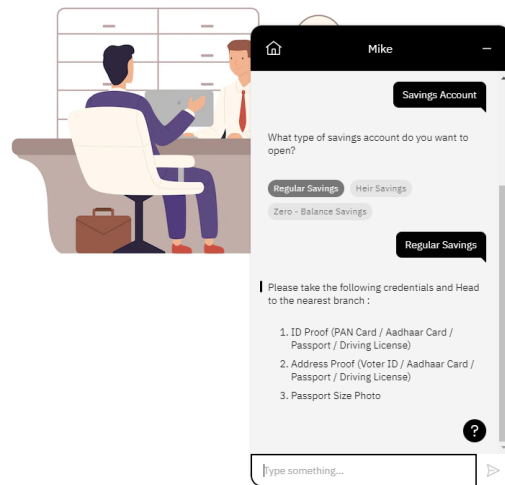 Mike
Savings Account
What type of savings account do you want to
open?
Regular Savings
Heir Savings
Zero - Balance Savings
Regular Savings
Please take the following credentials and Head
to the nearest branch :
1. ID Proof (PAN Card / Aadhaar Card /
Passport / Driving License)
2. Address Proof (Voter ID / Aadhaar Card /
Passport / Driving License)
3. Passport Size Photo
?
Type something...